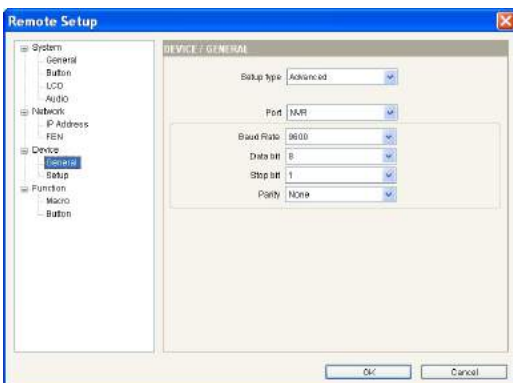 Remote Setup
System
General
Button
LCD
Audio
Network
IP Address
FEN
Device
General
Setup
Function
Macro
Button
DEVICE / GENERAL
Setup type Advanced
Port NVR
Baud Rate 9600
Data bit 8
Stop bit 1
Parity None
OK Cancel